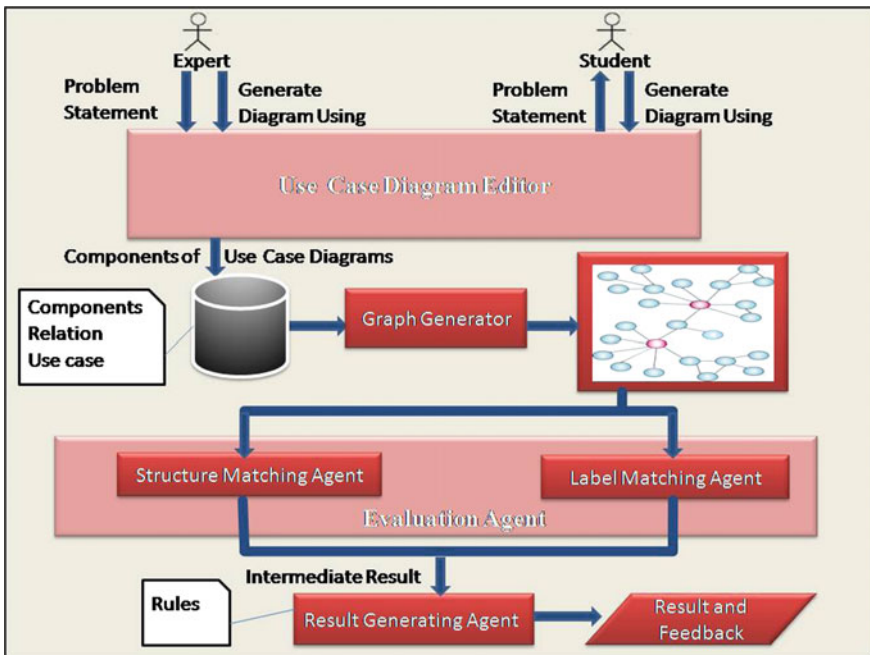 Expert
Student
Problem
Statement
Generate
Diagram Using
Problem
Statement
Generate
Diagram Using
Use Case Diagram Editor
Components of Use Case Diagrams
Components
Relation
Use case
Graph Generator
Structure Matching Agent
Label Matching Agent
Evaluation Agent
Intermediate Result
Rules
Result Generating Agent
Result and
Feedback